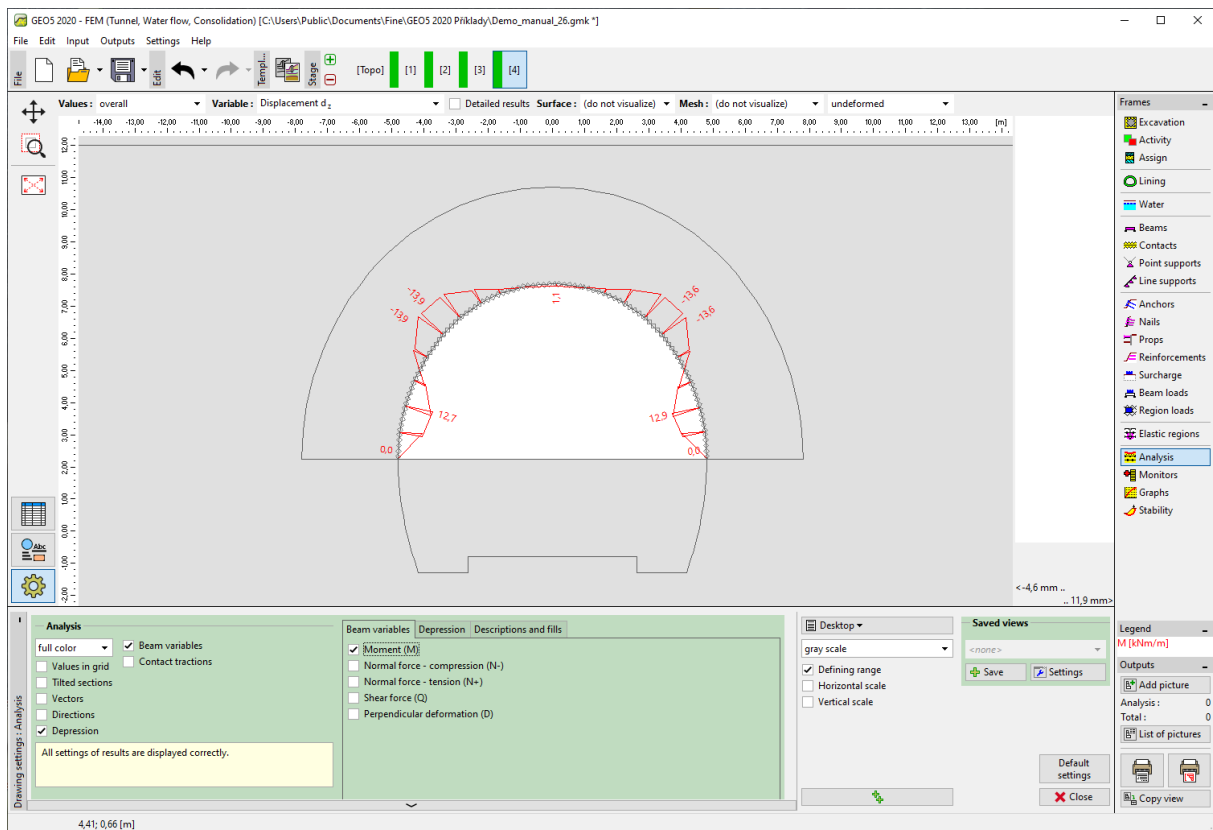 GEO5 2020 - FEM (Tunnel, Water flow, Consolidation) [C:\Users\Public\Documents\Fine\GEO5 2020 Příklady\Demo_manual_26.gmk *]
File Edit Input Outputs Settings Help
File
Edit
Templ...
Stage
[Topo] [1] [2] [3] [4]
Values : overall Variable : Displacement d z Detailed results Surface : (do not visualize) Mesh : (do not visualize) undeformed
-14,00 -13,00 -12,00 -11,00 -10,00 -9,00 -8,00 -7,00 -6,00 -5,00 -4,00 -3,00 -2,00 -1,00 0,00 1,00 2,00 3,00 4,00 5,00 6,00 7,00 8,00 9,00 10,00 11,00 12,00 13,00 [m]
12,00
11,00
10,00
9,00
8,00
7,00
6,00
5,00
4,00
3,00
2,00
1,00
0,00
-1,00
-2,00
-13,9
-13,9
1,1
-13,6
-13,6
12,7
12,9
0,0
0,0
Abc
<-4,6 mm ..
.. 11,9 mm>
Frames
Excavation
Activity
Assign
Lining
Water
Beams
Contacts
Point supports
Line supports
Anchors
Nails
Props
Reinforcements
Surcharge
Beam loads
Region loads
Elastic regions
Analysis
Monitors
Graphs
Stability
Drawing settings : Analysis
Analysis
full color
Beam variables
Values in grid
Contact tractions
Tilted sections
Vectors
Directions
Depression
All settings of results are displayed correctly.
Beam variables Depression Descriptions and fills
Moment (M)
Normal force - compression (N-)
Normal force - tension (N+)
Shear force (Q)
Perpendicular deformation (D)
Desktop
gray scale
Defining range
Horizontal scale
Vertical scale
Saved views
<none>
Save Settings
Default settings
Close
Legend
M [kNm/m]
Outputs
Add picture
Analysis : 0
Total : 0
List of pictures
Copy view
4,41; 0,66 [m]